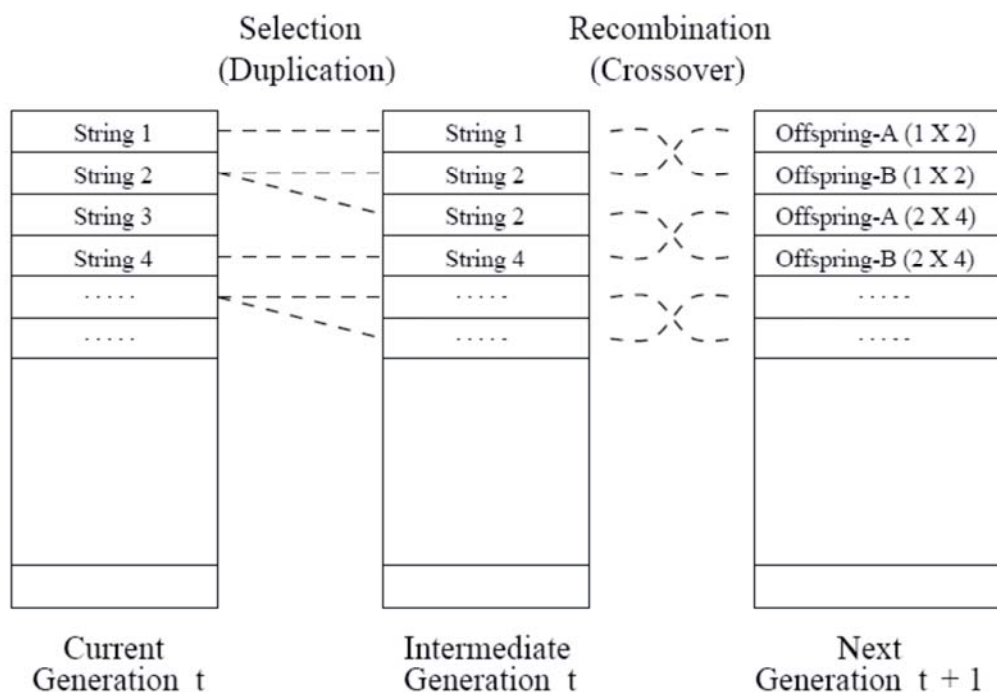 Selection
(Duplication)
Recombination
(Crossover)
String 1
String 2
String 3
String 4
.....
.....
String 1
String 2
String 2
String 4
.....
.....
Offspring-A (1 X 2)
Offspring-B (1 X 2)
Offspring-A (2 X 4)
Offspring-B (2 X 4)
.....
.....
Current
Generation t
Intermediate
Generation t
Next
Generation t + 1